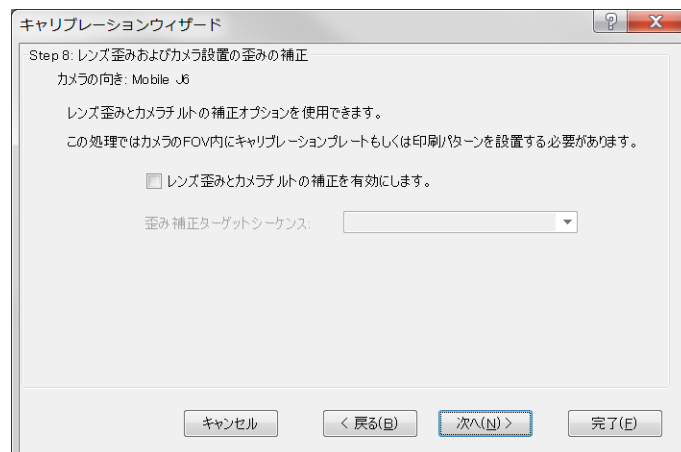 キャリブレーションウィザード
Step 8: レンズ歪みおよびカメラ設置の歪みの補正
カメラの向き: Mobile J6
レンズ歪みとカメラチルトの補正オプションを使用できます。
この処理ではカメラのFOV内にキャリブレーションプレートもしくは印刷パターンを設置する必要があります。
レンズ歪みとカメラチルトの補正を有効にします。
歪み補正ターゲットシーケンス:
キャンセル < 戻る(B) 次へ(N) > 完了(F)